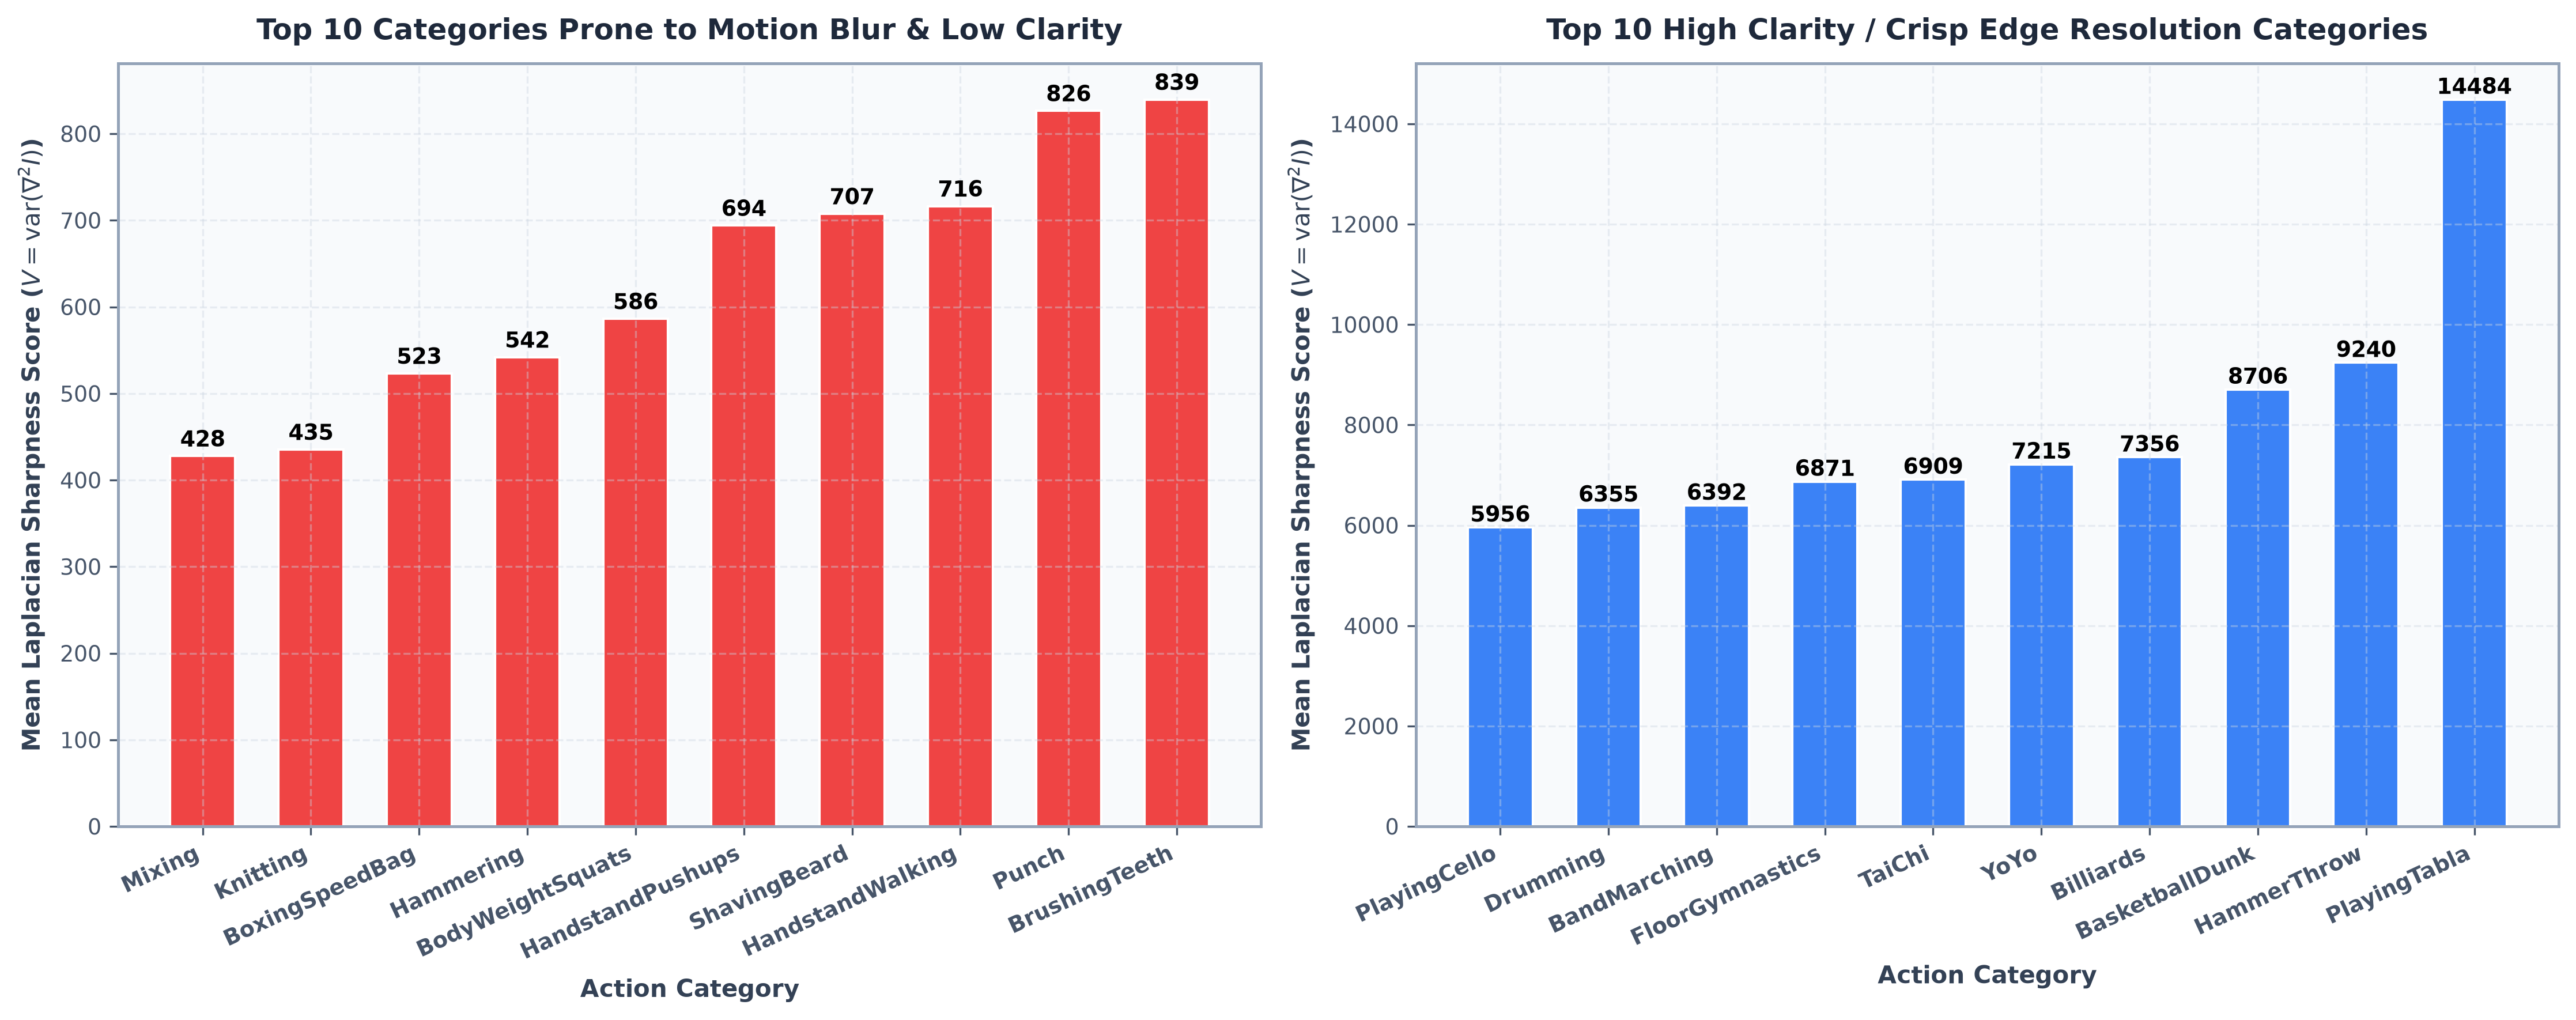 Top 10 Categories Prone to Motion Blur & Low Clarity
Mean Laplacian Sharpness Score (V = var(∇²I))
800
700
600
500
400
300
200
100
0
428
435
523
542
586
694
707
716
826
839
Mixing
Knitting
BoxingSpeedBag
Hammering
BodyWeightSquats
HandstandPushups
ShavingBeard
HandstandWalking
Punch
BrushingTeeth
Action Category
Top 10 High Clarity / Crisp Edge Resolution Categories
Mean Laplacian Sharpness Score (V = var(∇²I))
14000
12000
10000
8000
6000
4000
2000
0
5956
6355
6392
6871
6909
7215
7356
8706
9240
14484
PlayingCello
Drumming
BandMarching
FloorGymnastics
TaiChi
YoYo
Billiards
BasketballDunk
HammerThrow
PlayingTabla
Action Category